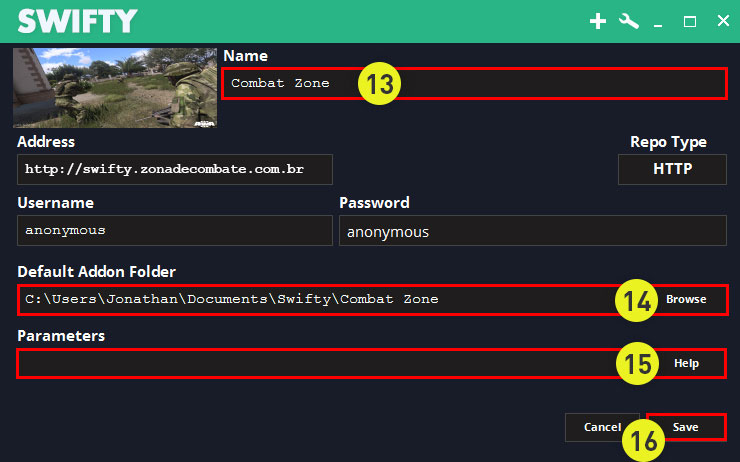 SWIFTY
Name
Combat Zone
13
Address
Repo Type
http://swifty.zonadecombate.com.br
HTTP
Username
Password
anonymous
anonymous
Default Addon Folder
C:\Users\Jonathan\Documents\Swifty\Combat Zone
14
Browse
Parameters
15
Help
Cancel
16
Save